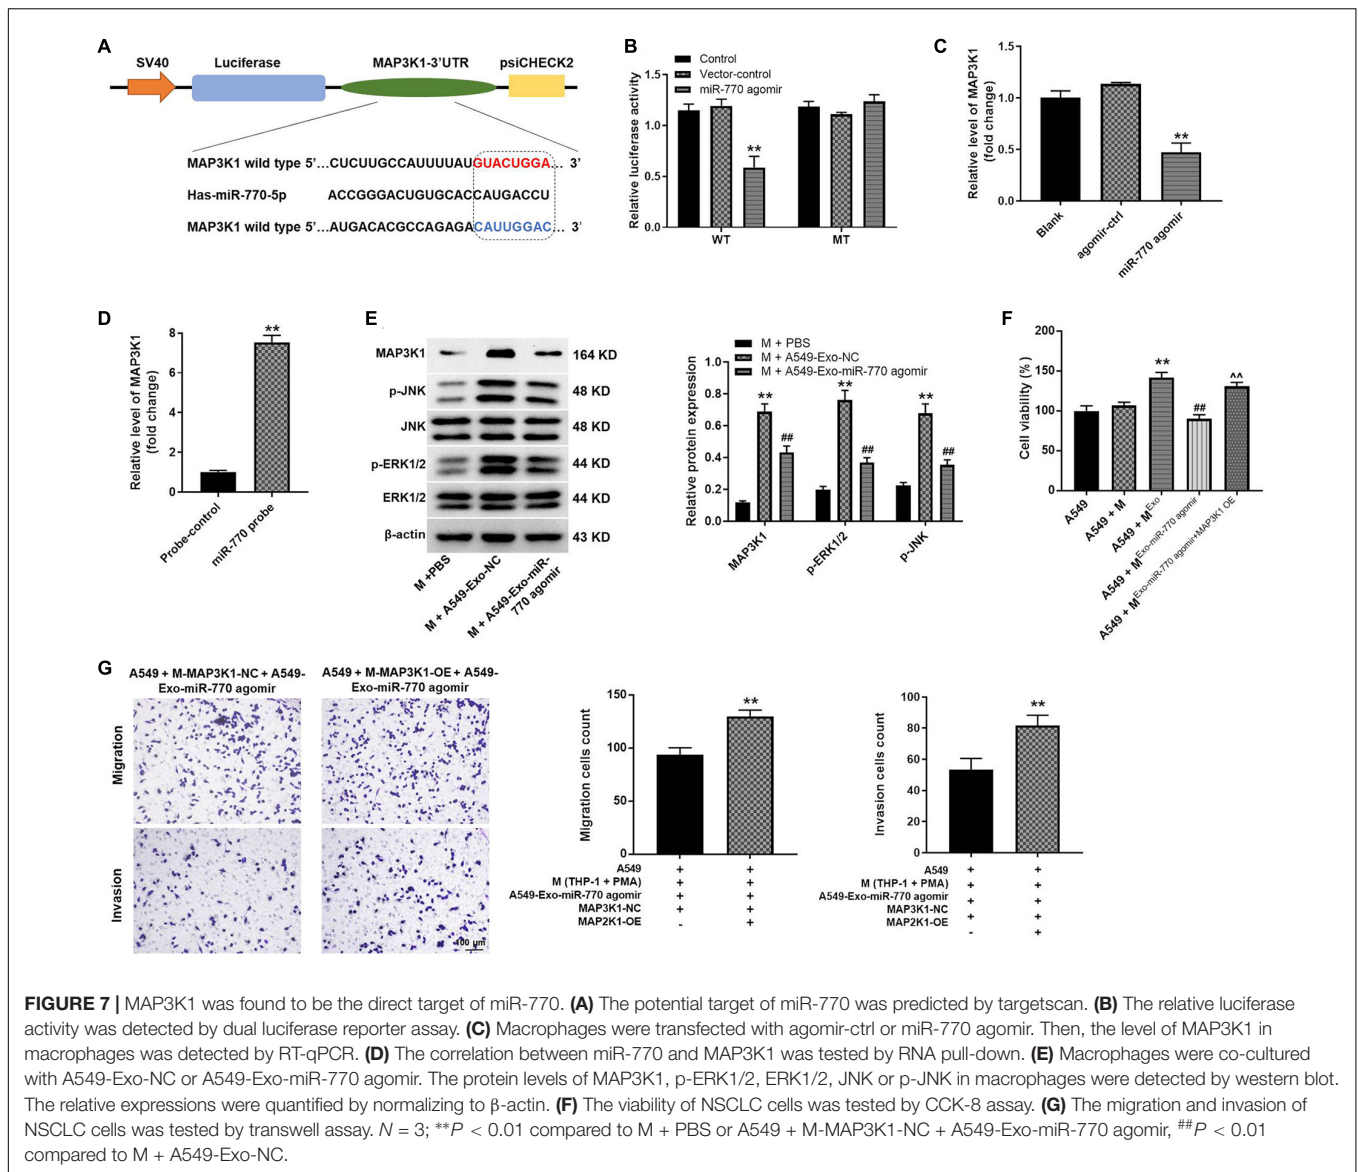 A
SV40
Luciferase
MAP3K1-3’UTR
psiCHECK2
MAP3K1 wild type 5’...CUCUUGCCAUUUUAUGUACUGGA... 3’
Has-miR-770-5p ACCGGGACUGUGCACCAUGACCU
MAP3K1 wild type 5’...AUGACACGCCAGAGACAUUGGAC... 3’
B
Control
Vector-control
miR-770 agomir
Relative luciferase activity
1.5
1.0
0.5
0.0
**
WT
MT
C
Relative level of MAP3K1
(fold change)
1.5
1.0
0.5
0.0
**
Blank
agomir-ctrl
miR-770 agomir
D
Relative level of MAP3K1
(fold change)
8
6
4
2
0
**
Probe-control
miR-770 probe
E
MAP3K1 164 KD
p-JNK 48 KD
JNK 48 KD
p-ERK1/2 44 KD
ERK1/2 44 KD
β-actin 43 KD
M +PBS
M + A549-Exo-NC
M + A549-Exo-miR-
770 agomir
M + PBS
M + A549-Exo-NC
M + A549-Exo-miR-770 agomir
Relative protein expression
1.0
0.8
0.6
0.4
0.2
0.0
**
##
**
##
**
##
MAP3K1
p-ERK1/2
p-JNK
F
Cell viability (%)
200
150
100
50
0
**
##
^^
A549
A549 + M
A549 + MExo
A549 + MExo-miR-770 agomir
A549 + MExo-miR-770 agomir+MAP3K1 OE
G
A549 + M-MAP3K1-NC + A549-
Exo-miR-770 agomir
A549 + M-MAP3K1-OE + A549-
Exo-miR-770 agomir
Migration
Invasion
100 μm
Migration cells count
150
100
50
0
**
A549 + +
M (THP-1 + PMA) + +
A549-Exo-miR-770 agomir + +
MAP3K1-NC + +
MAP2K1-OE - +
Invasion cells count
100
80
60
40
20
0
**
A549 + +
M (THP-1 + PMA) + +
A549-Exo-miR-770 agomir + +
MAP3K1-NC + +
MAP2K1-OE - +
FIGURE 7 | MAP3K1 was found to be the direct target of miR-770. (A) The potential target of miR-770 was predicted by targetscan. (B) The relative luciferase
activity was detected by dual luciferase reporter assay. (C) Macrophages were transfected with agomir-ctrl or miR-770 agomir. Then, the level of MAP3K1 in
macrophages was detected by RT-qPCR. (D) The correlation between miR-770 and MAP3K1 was tested by RNA pull-down. (E) Macrophages were co-cultured
with A549-Exo-NC or A549-Exo-miR-770 agomir. The protein levels of MAP3K1, p-ERK1/2, ERK1/2, JNK or p-JNK in macrophages were detected by western blot.
The relative expressions were quantified by normalizing to β-actin. (F) The viability of NSCLC cells was tested by CCK-8 assay. (G) The migration and invasion of
NSCLC cells was tested by transwell assay. N = 3; **P < 0.01 compared to M + PBS or A549 + M-MAP3K1-NC + A549-Exo-miR-770 agomir, ##P < 0.01
compared to M + A549-Exo-NC.